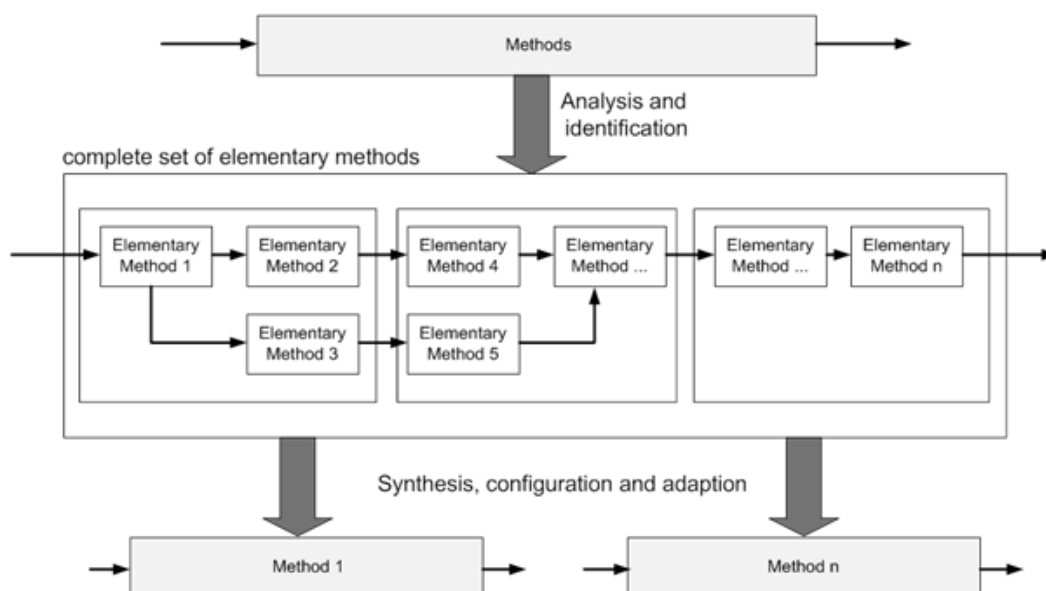 Methods
Analysis and
identification
complete set of elementary methods
Elementary
Method 1
Elementary
Method 2
Elementary
Method 4
Elementary
Method ...
Elementary
Method ...
Elementary
Method n
Elementary
Method 3
Elementary
Method 5
Synthesis, configuration and adaption
Method 1
Method n